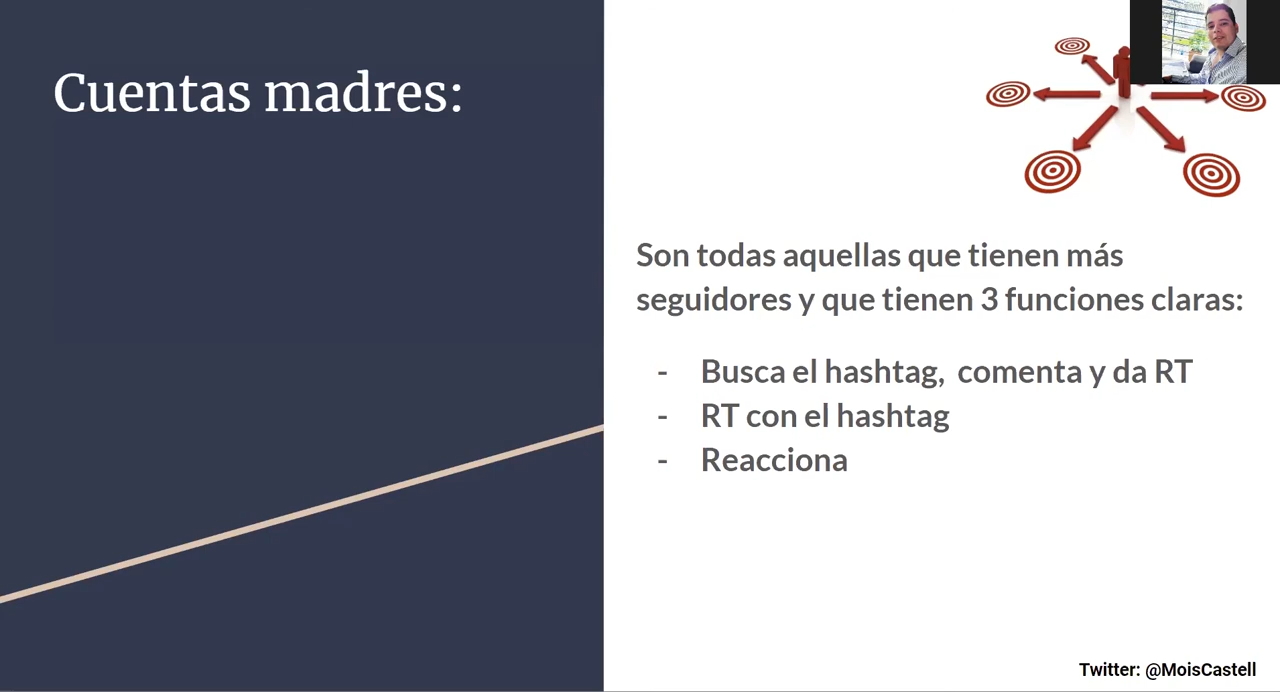 Cuentas madres:
Son todas aquellas que tienen más
seguidores y que tienen 3 funciones claras:
- Busca el hashtag, comenta y da RT
- RT con el hashtag
- Reacciona
Twitter: @MoisCastell